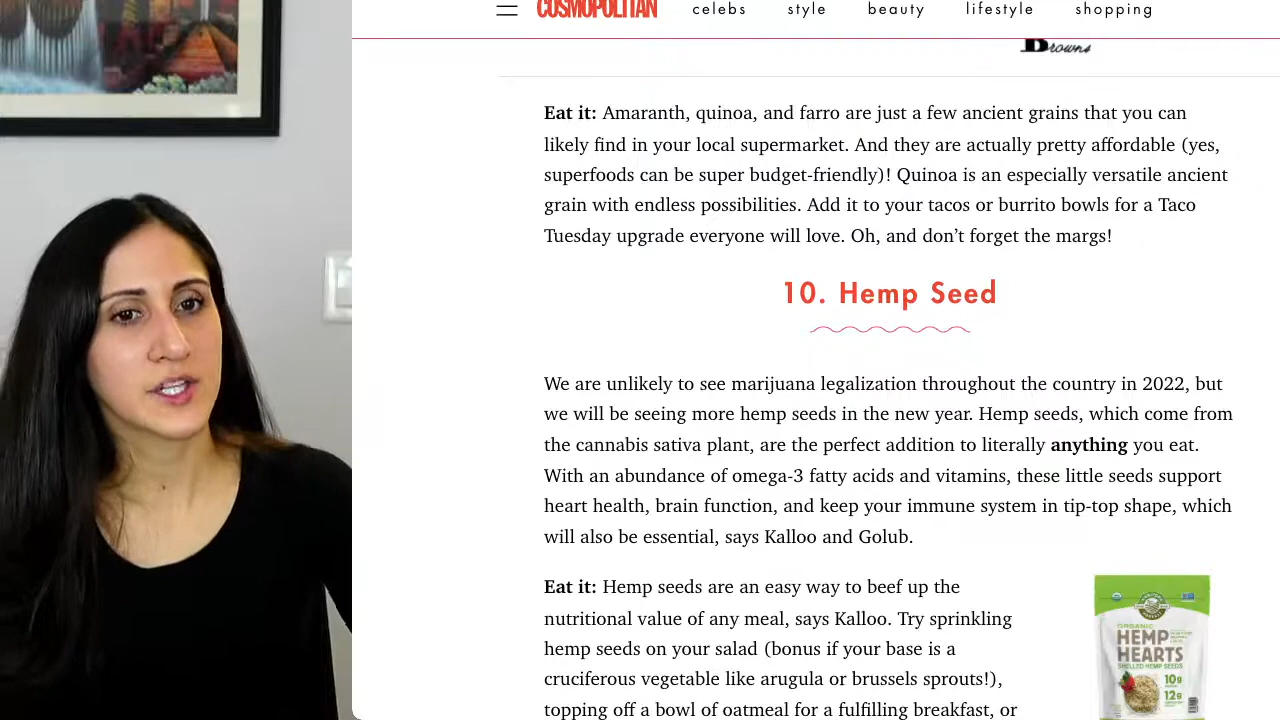 COSMOPOLITAN celebs style beauty lifestyle shopping
Browns
Eat it: Amaranth, quinoa, and farro are just a few ancient grains that you can
likely find in your local supermarket. And they are actually pretty affordable (yes,
superfoods can be super budget-friendly)! Quinoa is an especially versatile ancient
grain with endless possibilities. Add it to your tacos or burrito bowls for a Taco
Tuesday upgrade everyone will love. Oh, and don’t forget the margs!
10. Hemp Seed
We are unlikely to see marijuana legalization throughout the country in 2022, but
we will be seeing more hemp seeds in the new year. Hemp seeds, which come from
the cannabis sativa plant, are the perfect addition to literally anything you eat.
With an abundance of omega-3 fatty acids and vitamins, these little seeds support
heart health, brain function, and keep your immune system in tip-top shape, which
will also be essential, says Kalloo and Golub.
Eat it: Hemp seeds are an easy way to beef up the
nutritional value of any meal, says Kalloo. Try sprinkling
hemp seeds on your salad (bonus if your base is a
cruciferous vegetable like arugula or brussels sprouts!),
topping off a bowl of oatmeal for a fulfilling breakfast, or
ORGANIC
HEMP
HEARTS
SHELLED HEMP SEEDS
10g
12g